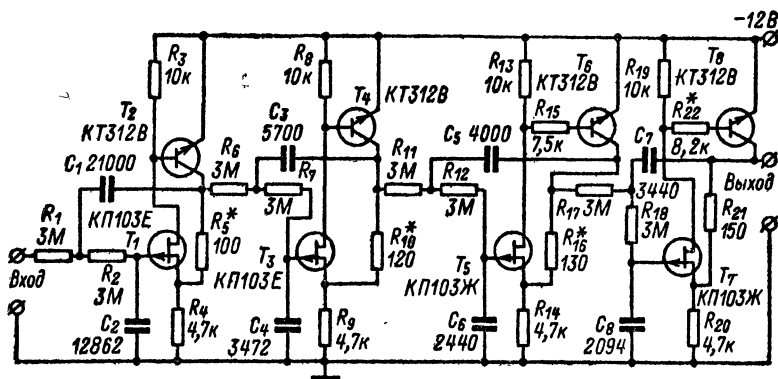 -12В
R3
10к
R8
10к
R13
10к
R19
10к
T2
КТ312В
T4
КТ312В
T6
КТ312В
T8
КТ312В
C1 21000
R6
3М
C3
5700
R7
R11
3М
C5 4000
R12
3М
R15
7,5к
R22*
8,2к
C7
3440
Выход
R17 3М
R18
3М
R21
150
R1
3М
Вход
R2
3М
КП103Е
T1
R5*
100
КП103Е
T3
R10*
120
T5
КП103Ж
R16*
130
T7
КП103Ж
C2
12862
R4
4,7к
C4
3472
R9
4,7к
C6
2440
R14
4,7к
C8
2094
R20
4,7к